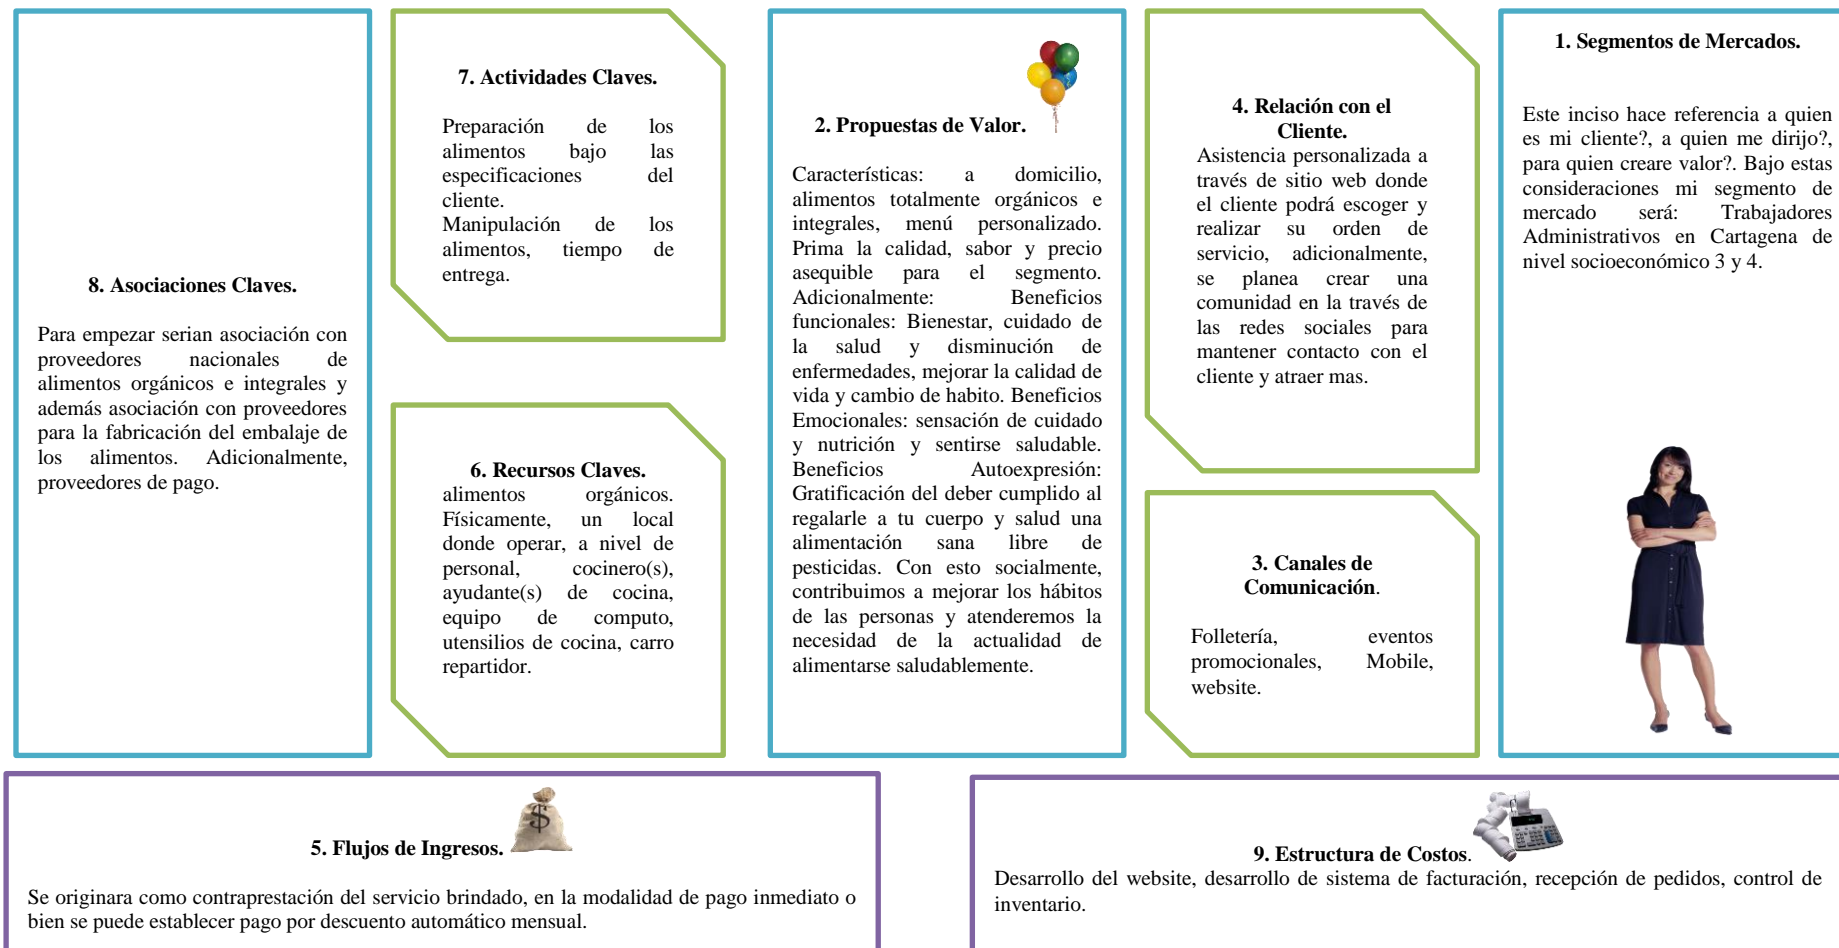 8. Asociaciones Claves.
Para empezar serian asociación con
proveedores nacionales de
alimentos orgánicos e integrales y
además asociación con proveedores
para la fabricación del embalaje de
los alimentos. Adicionalmente,
proveedores de pago.
7. Actividades Claves.
Preparación de los
alimentos bajo las
especificaciones del
cliente.
Manipulación de los
alimentos, tiempo de
entrega.
6. Recursos Claves.
alimentos orgánicos.
Físicamente, un local
donde operar, a nivel de
personal, cocinero(s),
ayudante(s) de cocina,
equipo de computo,
utensilios de cocina, carro
repartidor.
2. Propuestas de Valor.
Características: a domicilio,
alimentos totalmente orgánicos e
integrales, menú personalizado.
Prima la calidad, sabor y precio
asequible para el segmento.
Adicionalmente: Beneficios
funcionales: Bienestar, cuidado de
la salud y disminución de
enfermedades, mejorar la calidad de
vida y cambio de habito. Beneficios
Emocionales: sensación de cuidado
y nutrición y sentirse saludable.
Beneficios Autoexpresión:
Gratificación del deber cumplido al
regalarle a tu cuerpo y salud una
alimentación sana libre de
pesticidas. Con esto socialmente,
contribuimos a mejorar los hábitos
de las personas y atenderemos la
necesidad de la actualidad de
alimentarse saludablemente.
4. Relación con el
Cliente.
Asistencia personalizada a
través de sitio web donde
el cliente podrá escoger y
realizar su orden de
servicio, adicionalmente,
se planea crear una
comunidad en la través de
las redes sociales para
mantener contacto con el
cliente y atraer mas.
3. Canales de
Comunicación.
Folletería, eventos
promocionales, Mobile,
website.
1. Segmentos de Mercados.
Este inciso hace referencia a quien
es mi cliente?, a quien me dirijo?,
para quien creare valor?. Bajo estas
consideraciones mi segmento de
mercado será: Trabajadores
Administrativos en Cartagena de
nivel socioeconómico 3 y 4.
5. Flujos de Ingresos.
$
Se originara como contraprestación del servicio brindado, en la modalidad de pago inmediato o
bien se puede establecer pago por descuento automático mensual.
9. Estructura de Costos.
Desarrollo del website, desarrollo de sistema de facturación, recepción de pedidos, control de
inventario.